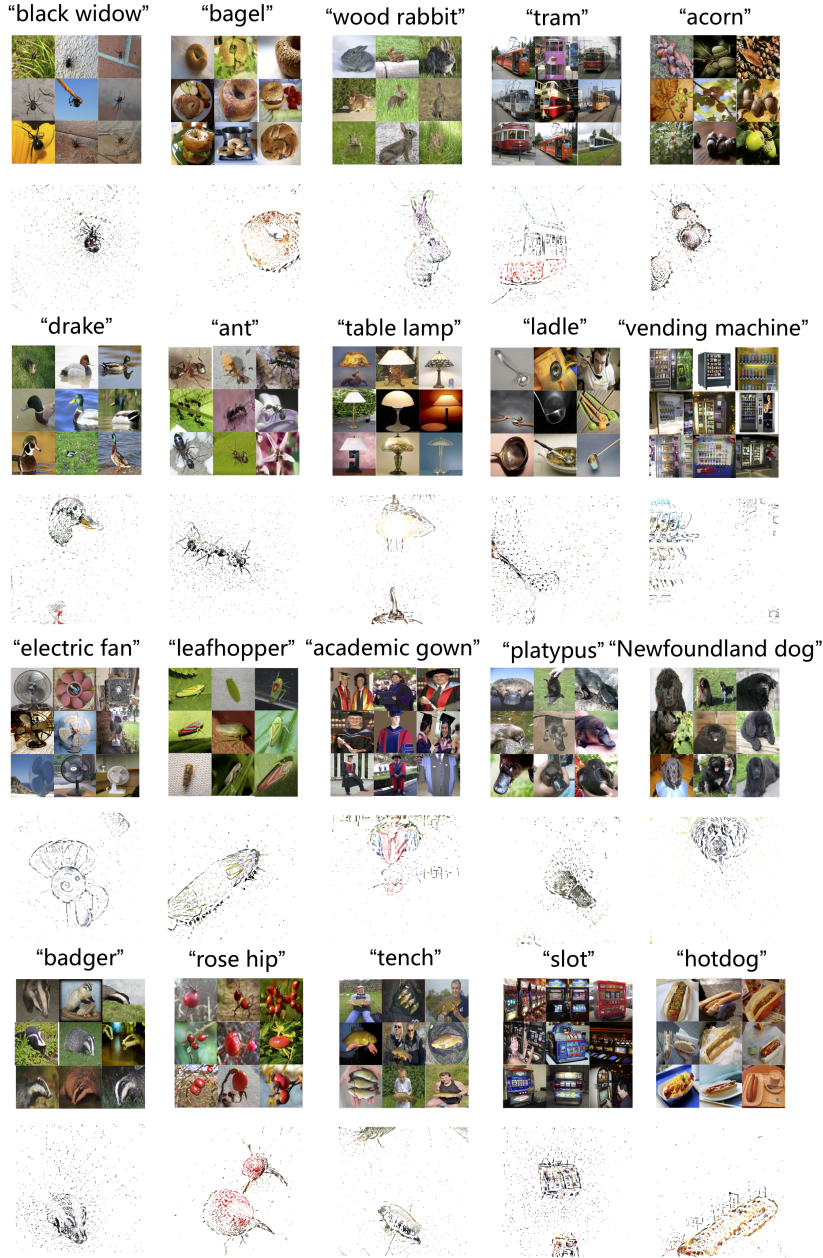 “black widow” “bagel” “wood rabbit” “tram” “acorn”
“drake” “ant” “table lamp” “ladle” “vending machine”
“electric fan” “leafhopper” “academic gown” “platypus” “Newfoundland dog”
“badger” “rose hip” “tench” “slot” “hotdog”